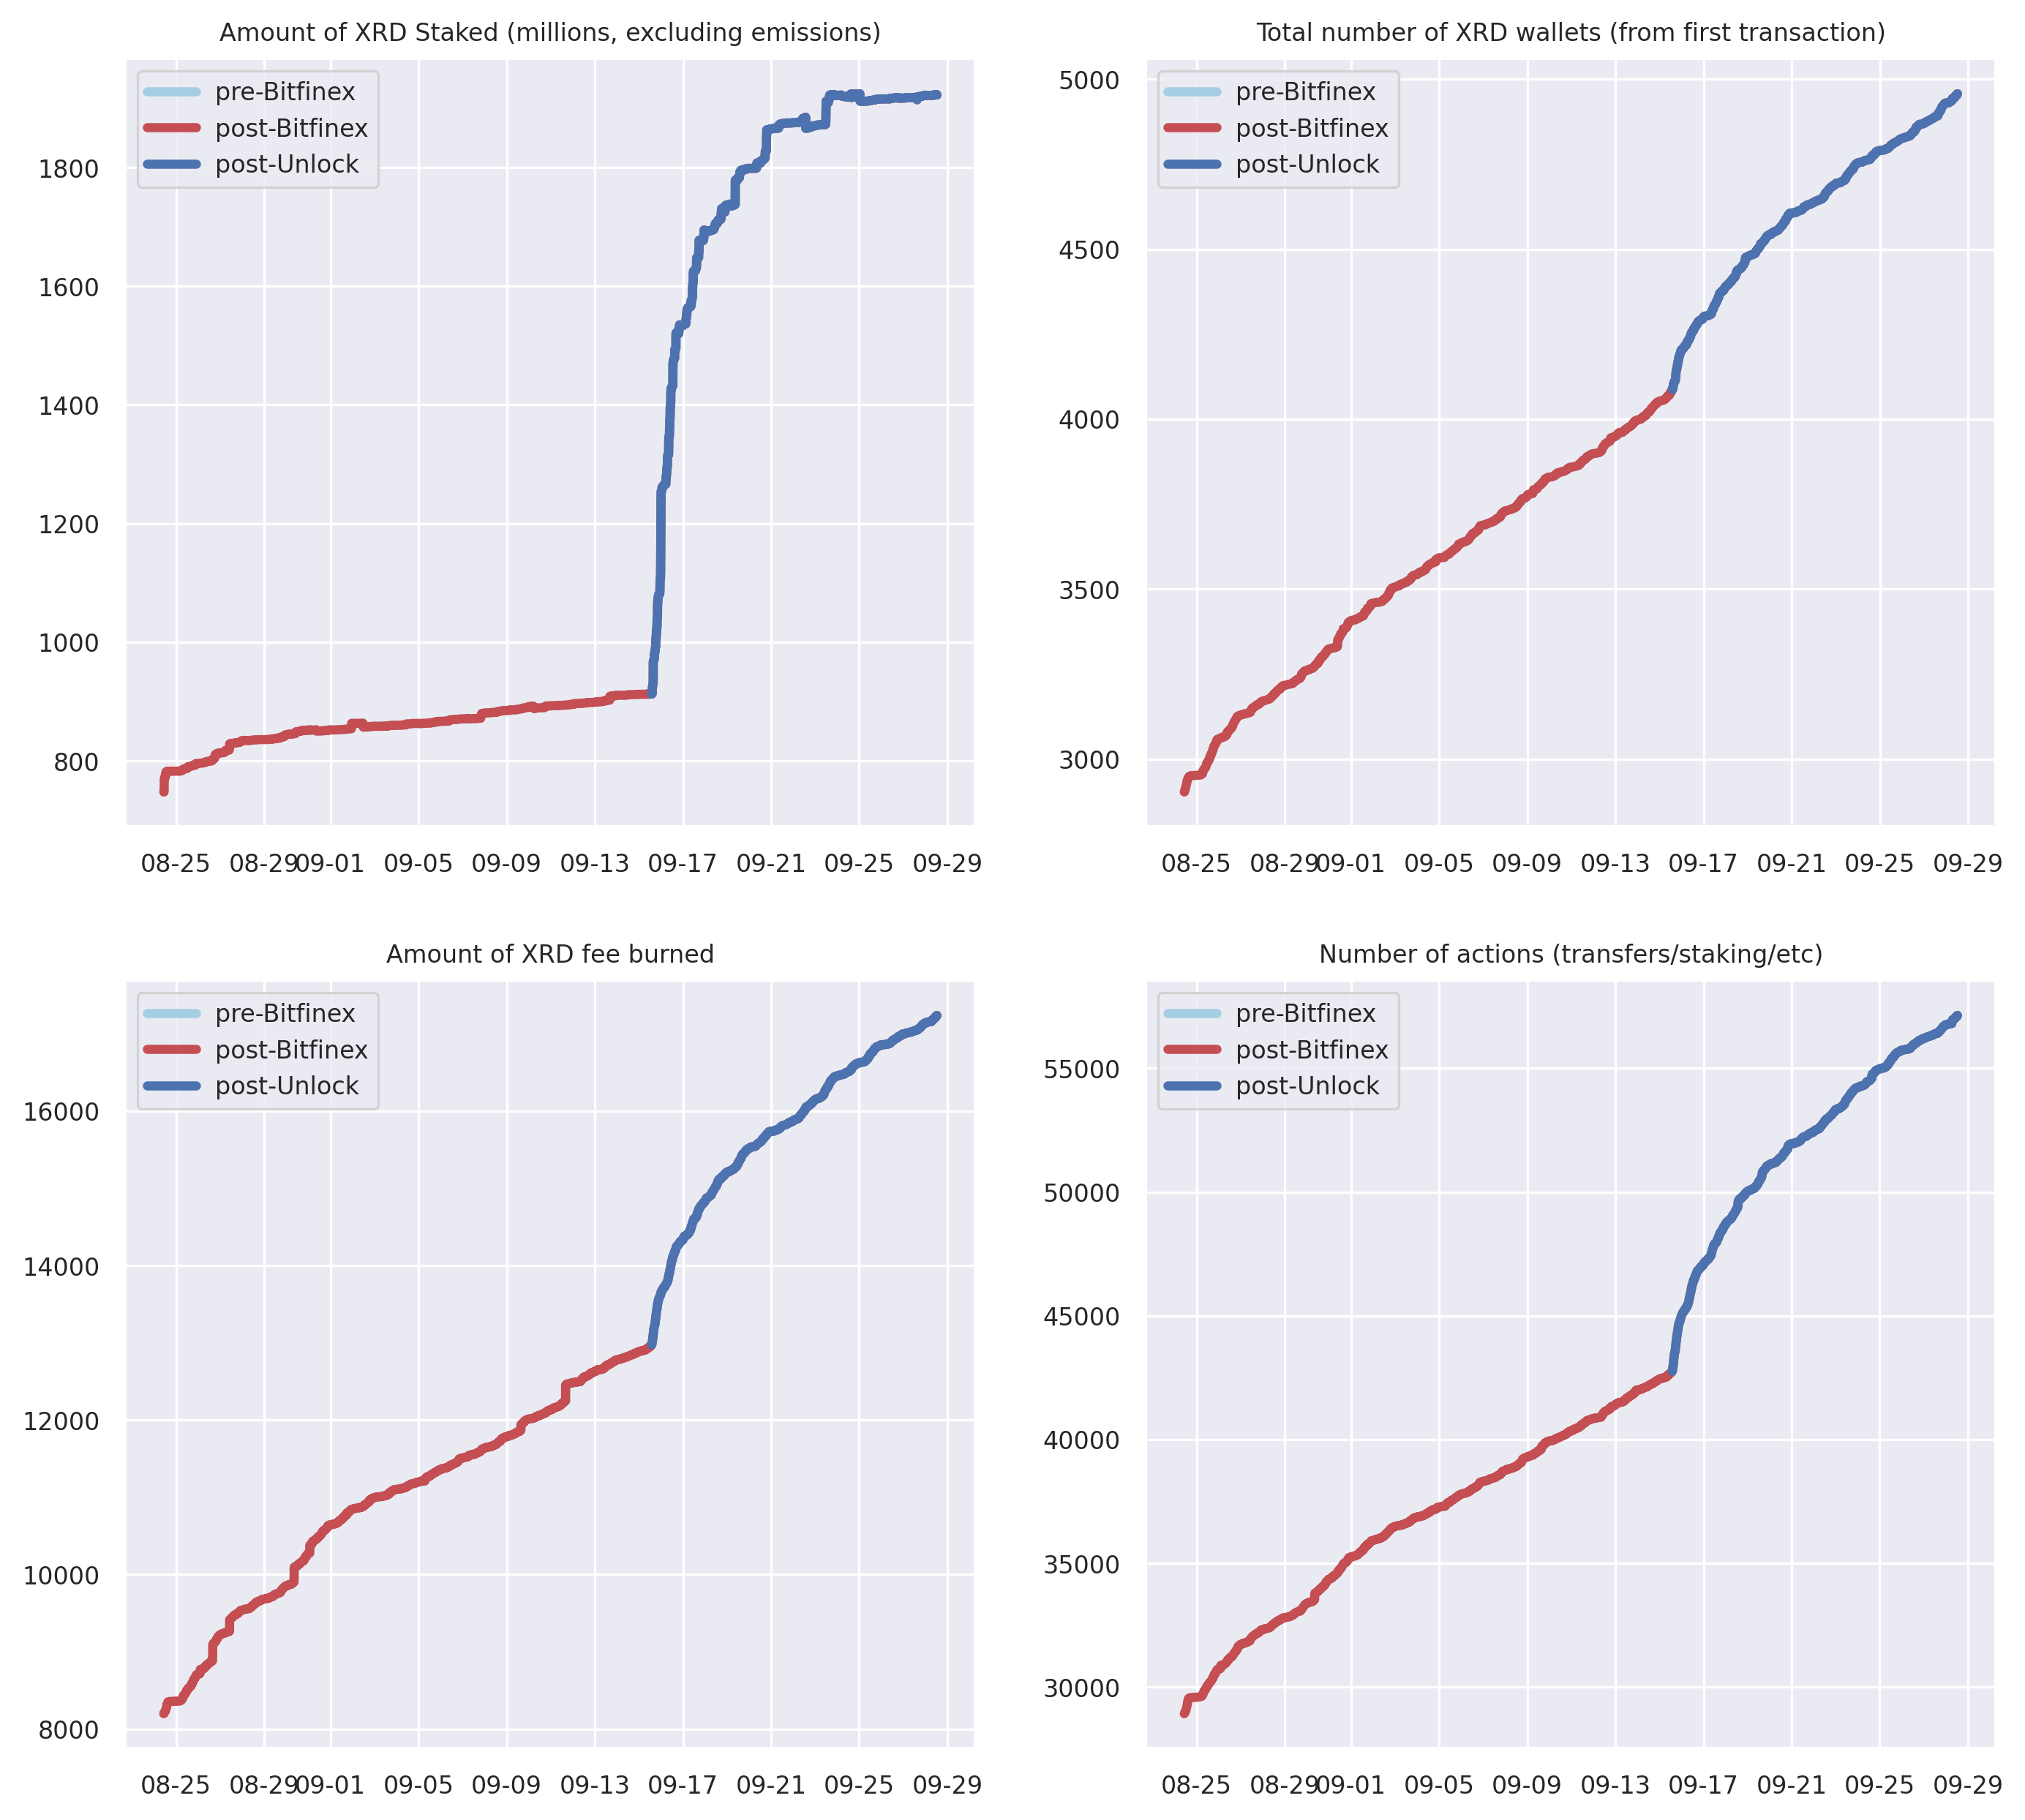 Amount of XRD Staked (millions, excluding emissions)
pre-Bitfinex
post-Bitfinex
post-Unlock
1800
1600
1400
1200
1000
800
08-25 08-29 09-01 09-05 09-09 09-13 09-17 09-21 09-25 09-29
Total number of XRD wallets (from first transaction)
pre-Bitfinex
post-Bitfinex
post-Unlock
5000
4500
4000
3500
3000
08-25 08-29 09-01 09-05 09-09 09-13 09-17 09-21 09-25 09-29
Amount of XRD fee burned
pre-Bitfinex
post-Bitfinex
post-Unlock
16000
14000
12000
10000
8000
08-25 08-29 09-01 09-05 09-09 09-13 09-17 09-21 09-25 09-29
Number of actions (transfers/staking/etc)
pre-Bitfinex
post-Bitfinex
post-Unlock
55000
50000
45000
40000
35000
30000
08-25 08-29 09-01 09-05 09-09 09-13 09-17 09-21 09-25 09-29